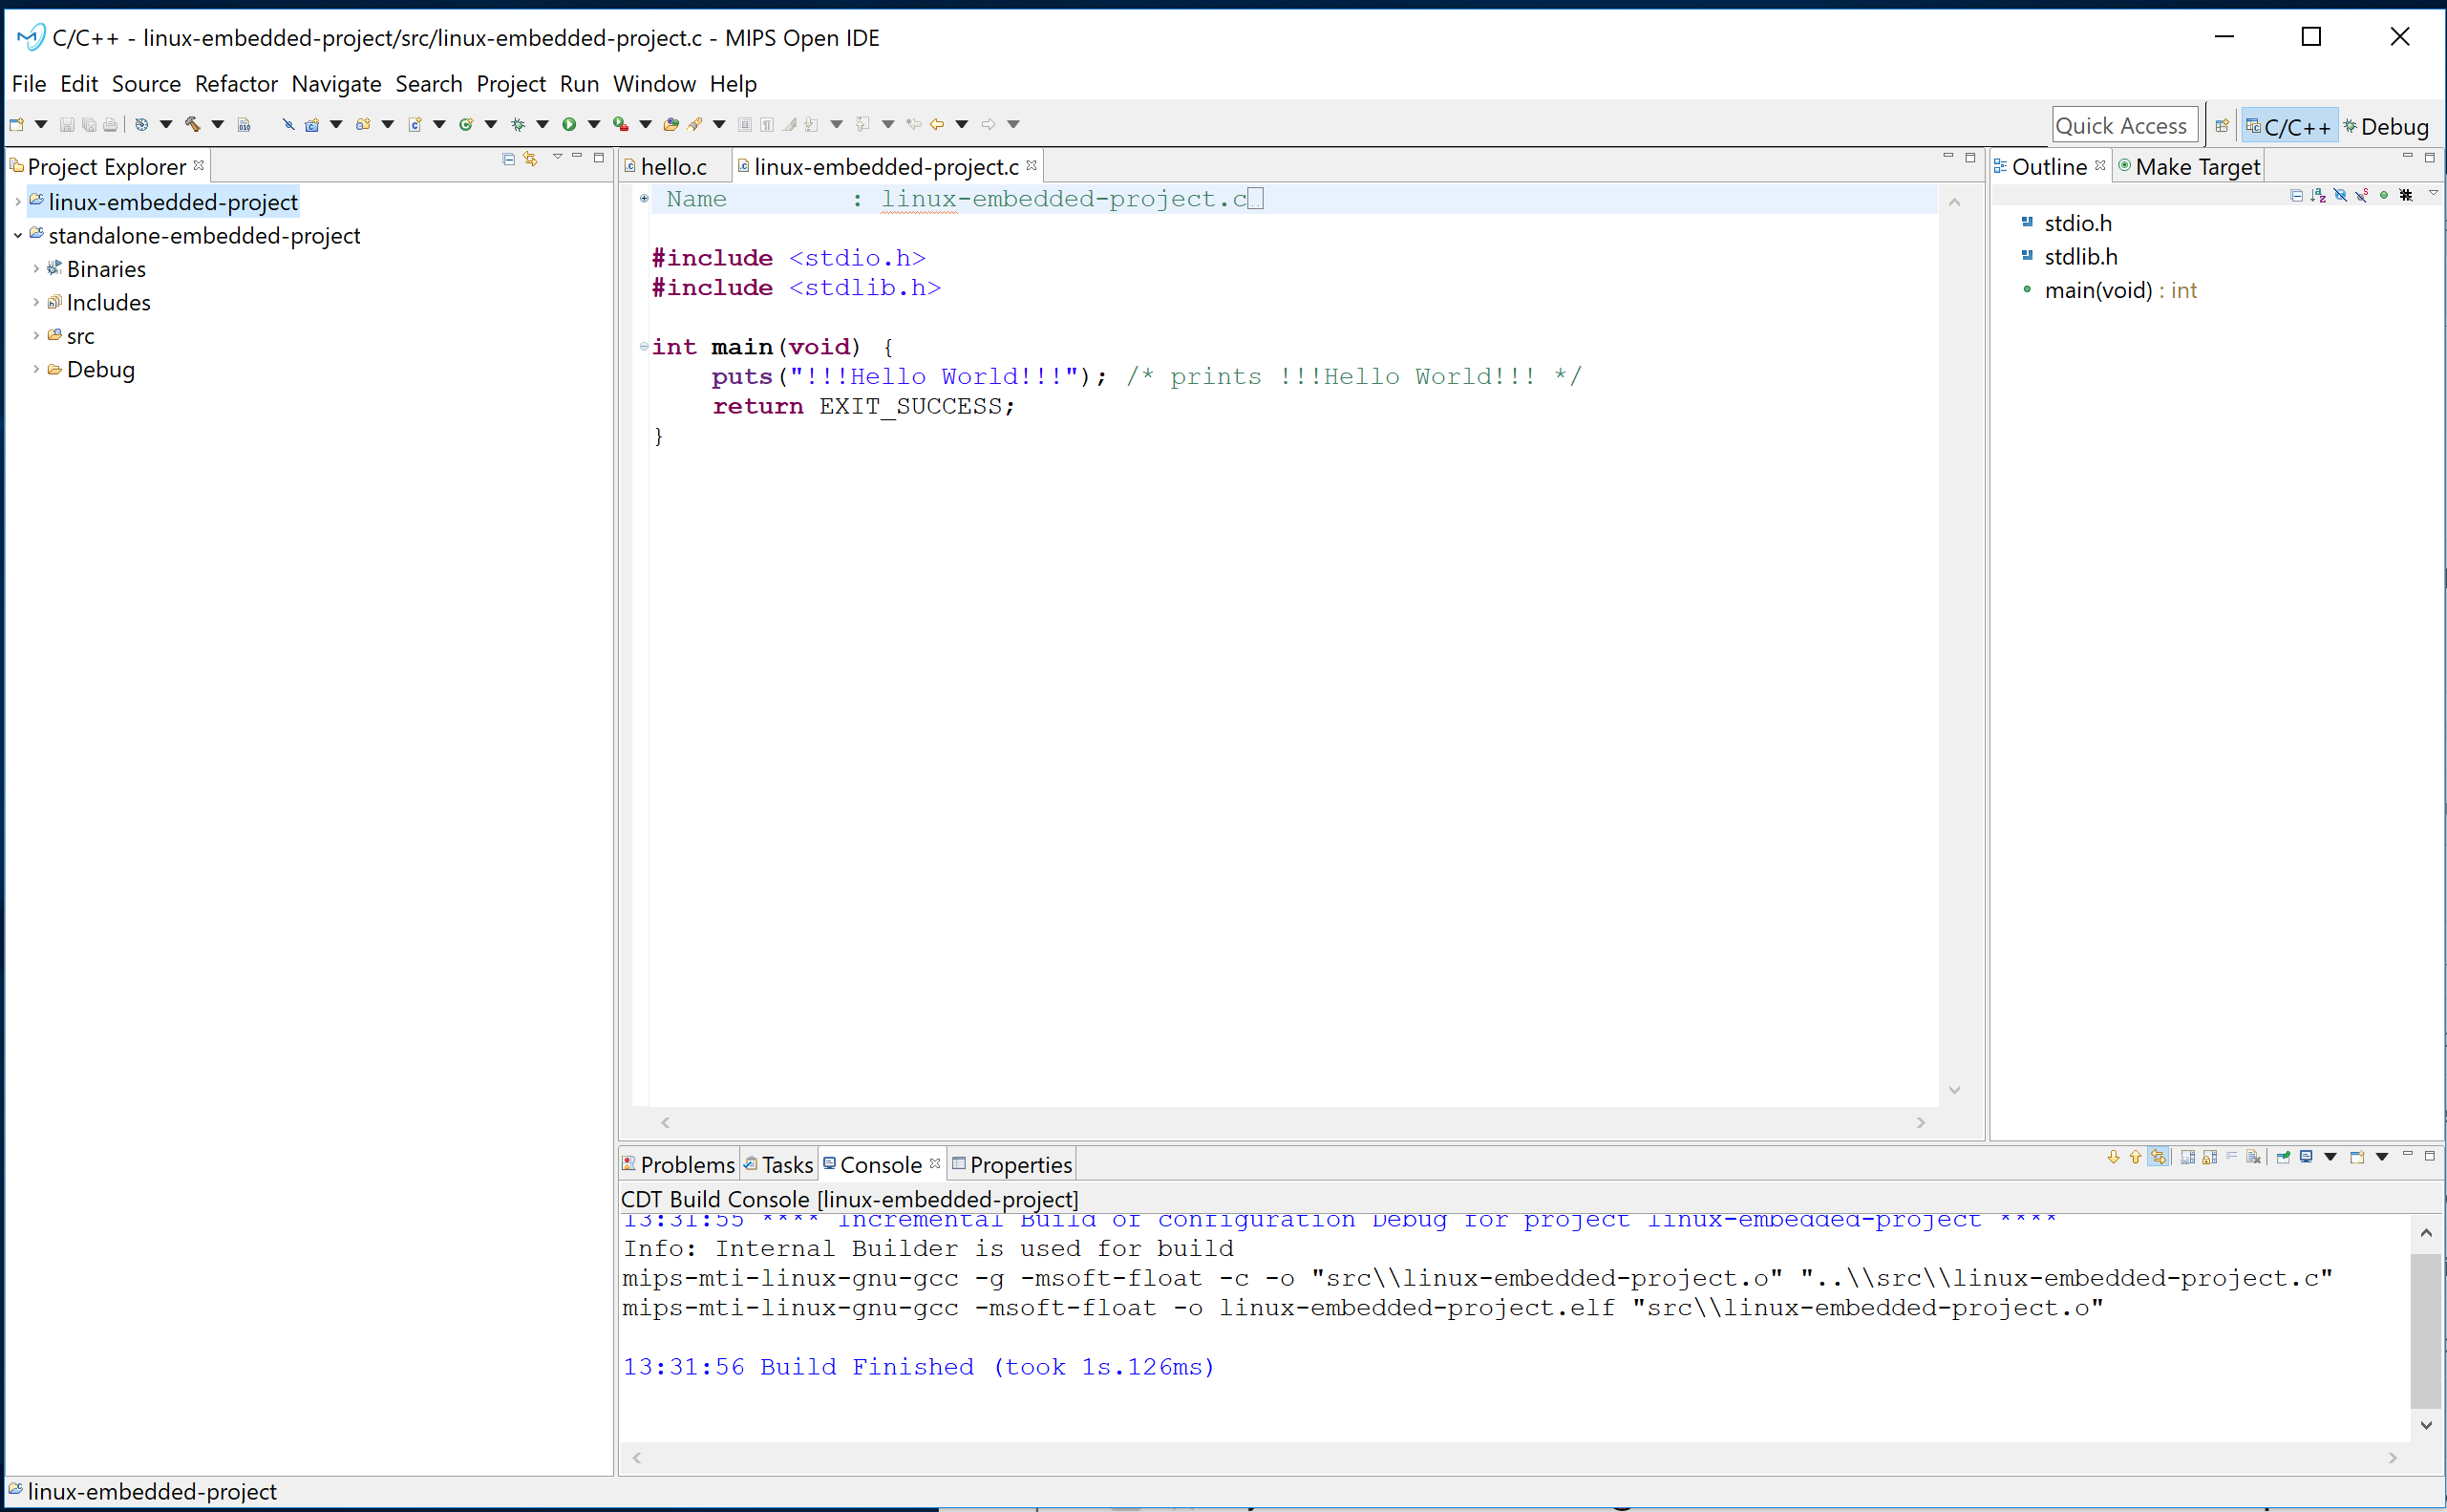 C/C++ - linux-embedded-project/src/linux-embedded-project.c - MIPS Open IDE
File Edit Source Refactor Navigate Search Project Run Window Help
Quick Access C/C++ Debug
Project Explorer
linux-embedded-project
standalone-embedded-project
Binaries
Includes
src
Debug
hello.c linux-embedded-project.c
Name : linux-embedded-project.c
#include <stdio.h>
#include <stdlib.h>
int main(void) {
puts("!!!Hello World!!!"); /* prints !!!Hello World!!! */
return EXIT_SUCCESS;
}
Outline Make Target
stdio.h
stdlib.h
main(void) : int
Problems Tasks Console Properties
CDT Build Console [linux-embedded-project]
13:31:55 **** Incremental Build of configuration Debug for project linux-embedded-project ****
Info: Internal Builder is used for build
mips-mti-linux-gnu-gcc -g -msoft-float -c -o "src\\linux-embedded-project.o" "..\\src\\linux-embedded-project.c"
mips-mti-linux-gnu-gcc -msoft-float -o linux-embedded-project.elf "src\\linux-embedded-project.o"
13:31:56 Build Finished (took 1s.126ms)
linux-embedded-project